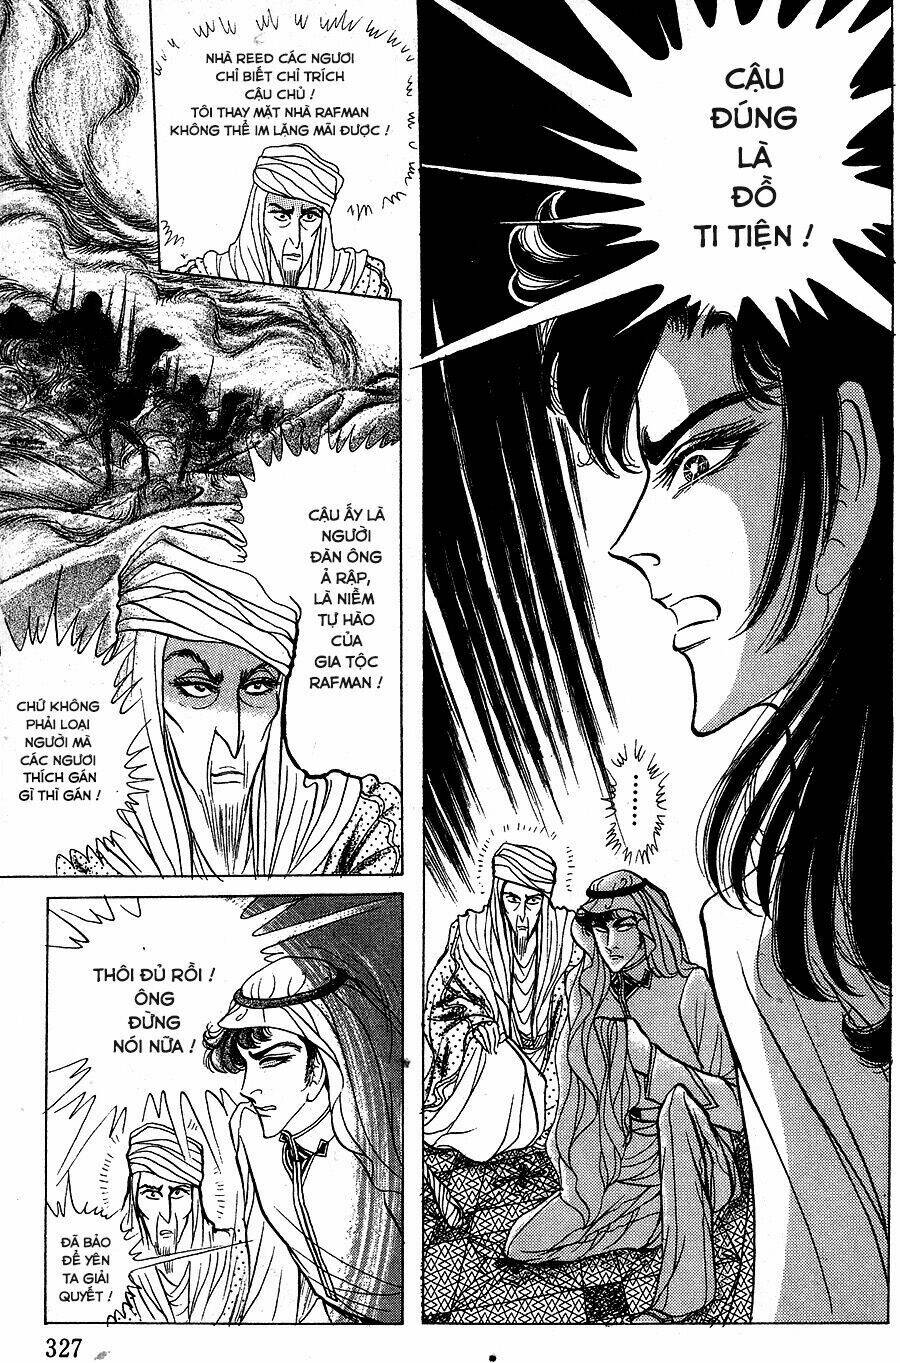 CẬU
ĐÚNG
LÀ
ĐỒ
TI TIỆN !
.......
NHÀ REED CÁC NGƯƠI
CHỈ BIẾT CHỈ TRÍCH
CẬU CHỦ !
TÔI THAY MẶT NHÀ RAFMAN
KHÔNG THỂ IM LẶNG MÃI ĐƯỢC !
CẬU ẤY LÀ
NGƯỜI
ĐÀN ÔNG
Ả RẬP,
LÀ NIỀM
TỰ HÀO
CỦA
GIA TỘC
RAFMAN !
CHỨ KHÔNG
PHẢI LOẠI
NGƯỜI MÀ
CÁC NGƯƠI
THÍCH GÁN
GÌ THÌ GÁN !
THÔI ĐỦ RỒI !
ÔNG
ĐỪNG
NÓI NỮA !
ĐÃ BẢO
ĐỂ YÊN
TA GIẢI
QUYẾT !
327